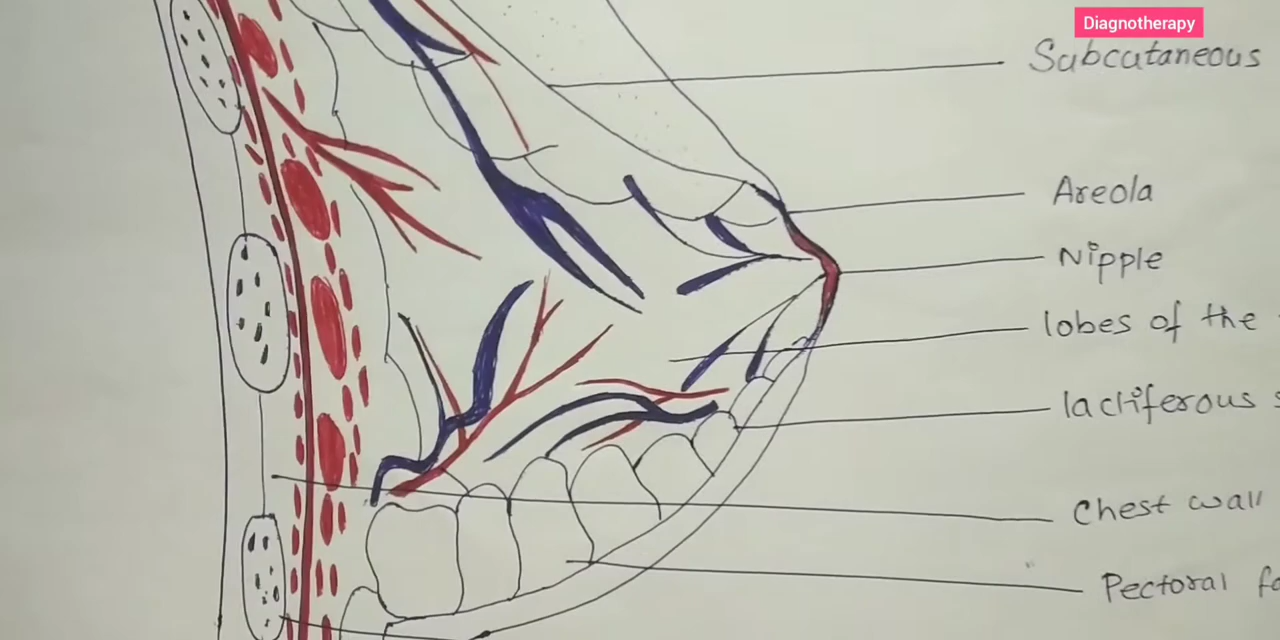 Diagnotherapy
Subcutaneous
Areola
Nipple
lobes of the
lactiferous
Chest wall
Pectoral